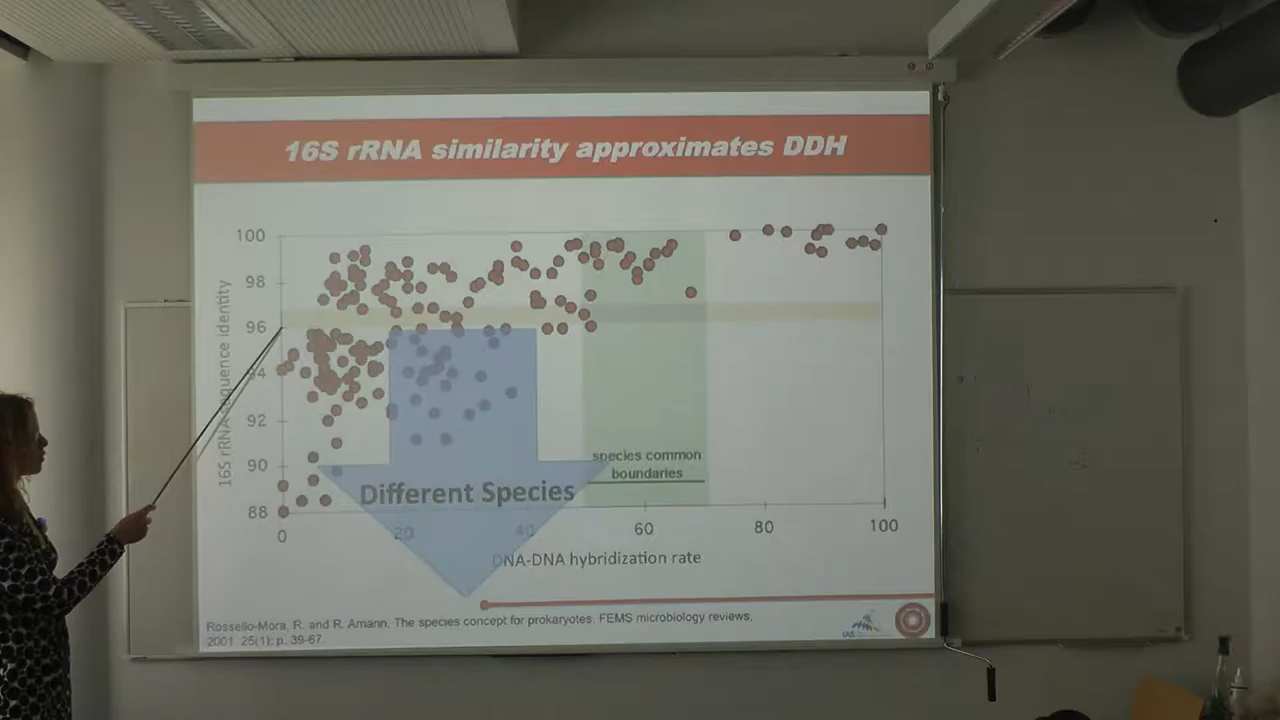 16S rRNA similarity approximates DDH
100
98
96
94
92
90
88
16S rRNA sequence identity
species common
boundaries
Different Species
0
20
40
60
80
100
DNA-DNA hybridization rate
Rossello-Mora, R. and R. Amann, The species concept for prokaryotes. FEMS microbiology reviews,
2001. 25(1): p. 39-67.
IAS